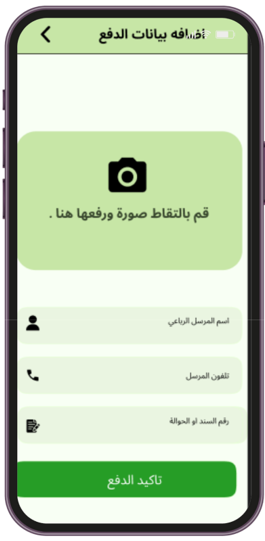 اضافه بيانات الدفع
قم بالتقاط صورة ورفعها هنا .
اسم المرسل الرباعي
تلفون المرسل
رقم السند او الحوالة
تاكيد الدفع